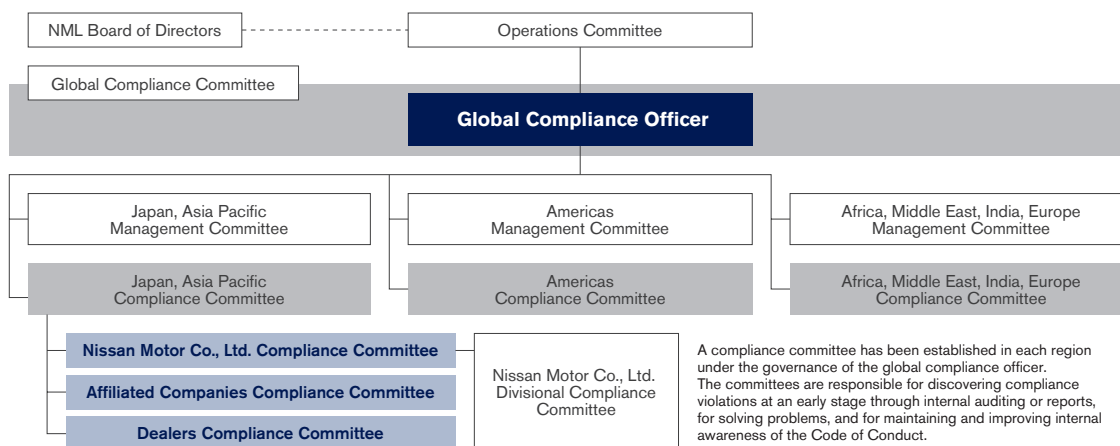 NML Board of Directors
Operations Committee
Global Compliance Committee
Global Compliance Officer
Japan, Asia Pacific
Management Committee
Americas
Management Committee
Africa, Middle East, India, Europe
Management Committee
Japan, Asia Pacific
Compliance Committee
Americas
Compliance Committee
Africa, Middle East, India, Europe
Compliance Committee
Nissan Motor Co., Ltd. Compliance Committee
Affiliated Companies Compliance Committee
Dealers Compliance Committee
Nissan Motor Co., Ltd.
Divisional Compliance
Committee
A compliance committee has been established in each region
under the governance of the global compliance officer.
The committees are responsible for discovering compliance
violations at an early stage through internal auditing or reports,
for solving problems, and for maintaining and improving internal
awareness of the Code of Conduct.